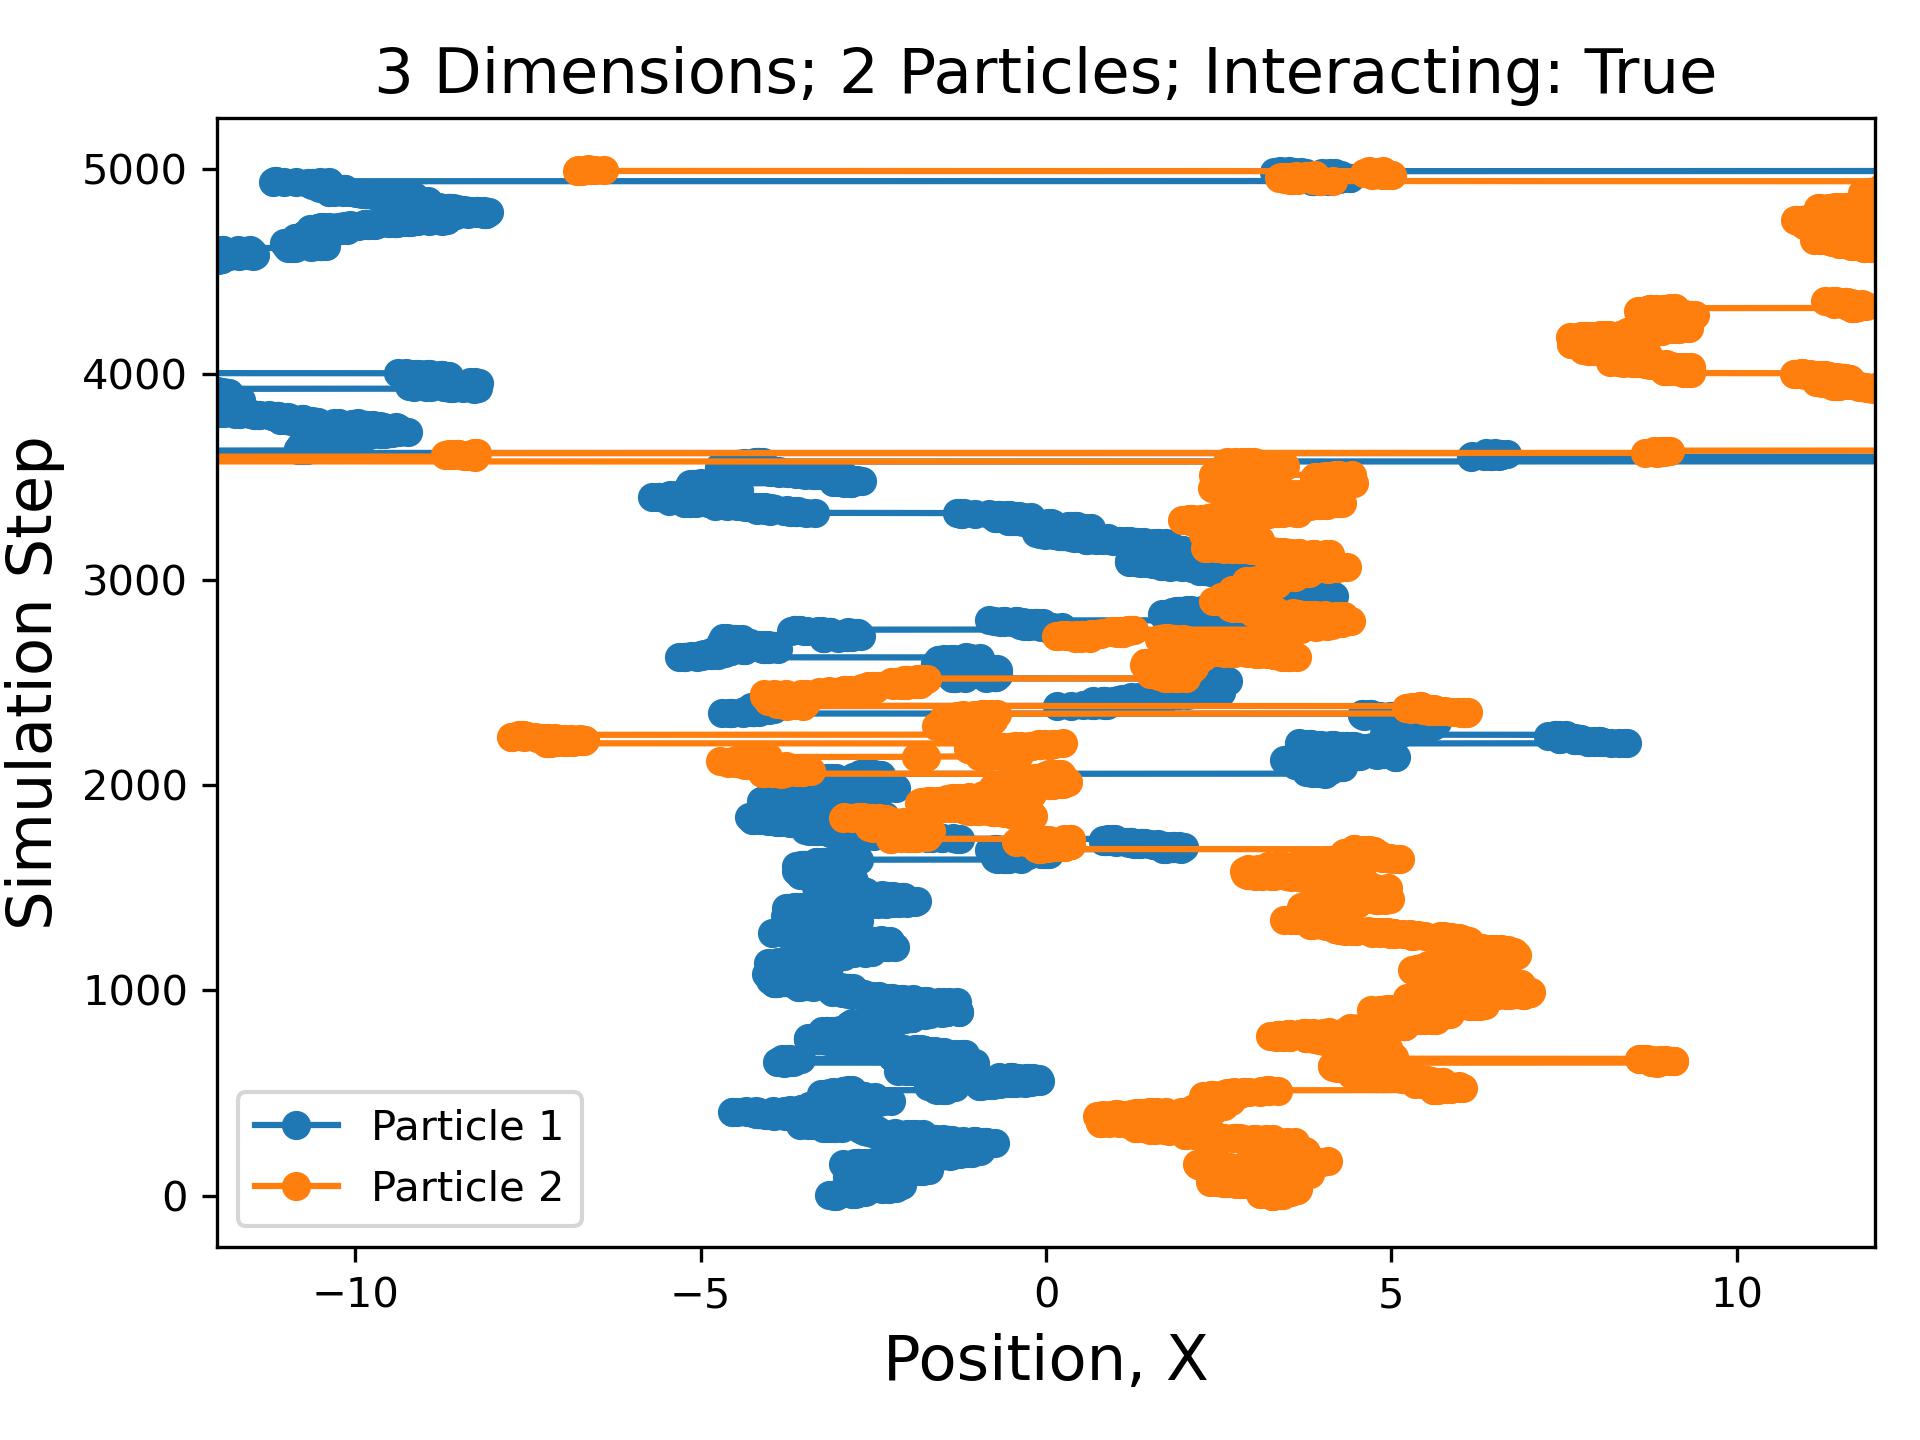 3 Dimensions; 2 Particles; Interacting: True
Simulation Step
5000
4000
3000
2000
1000
0
Particle 1
Particle 2
−10
−5
0
5
10
Position, X